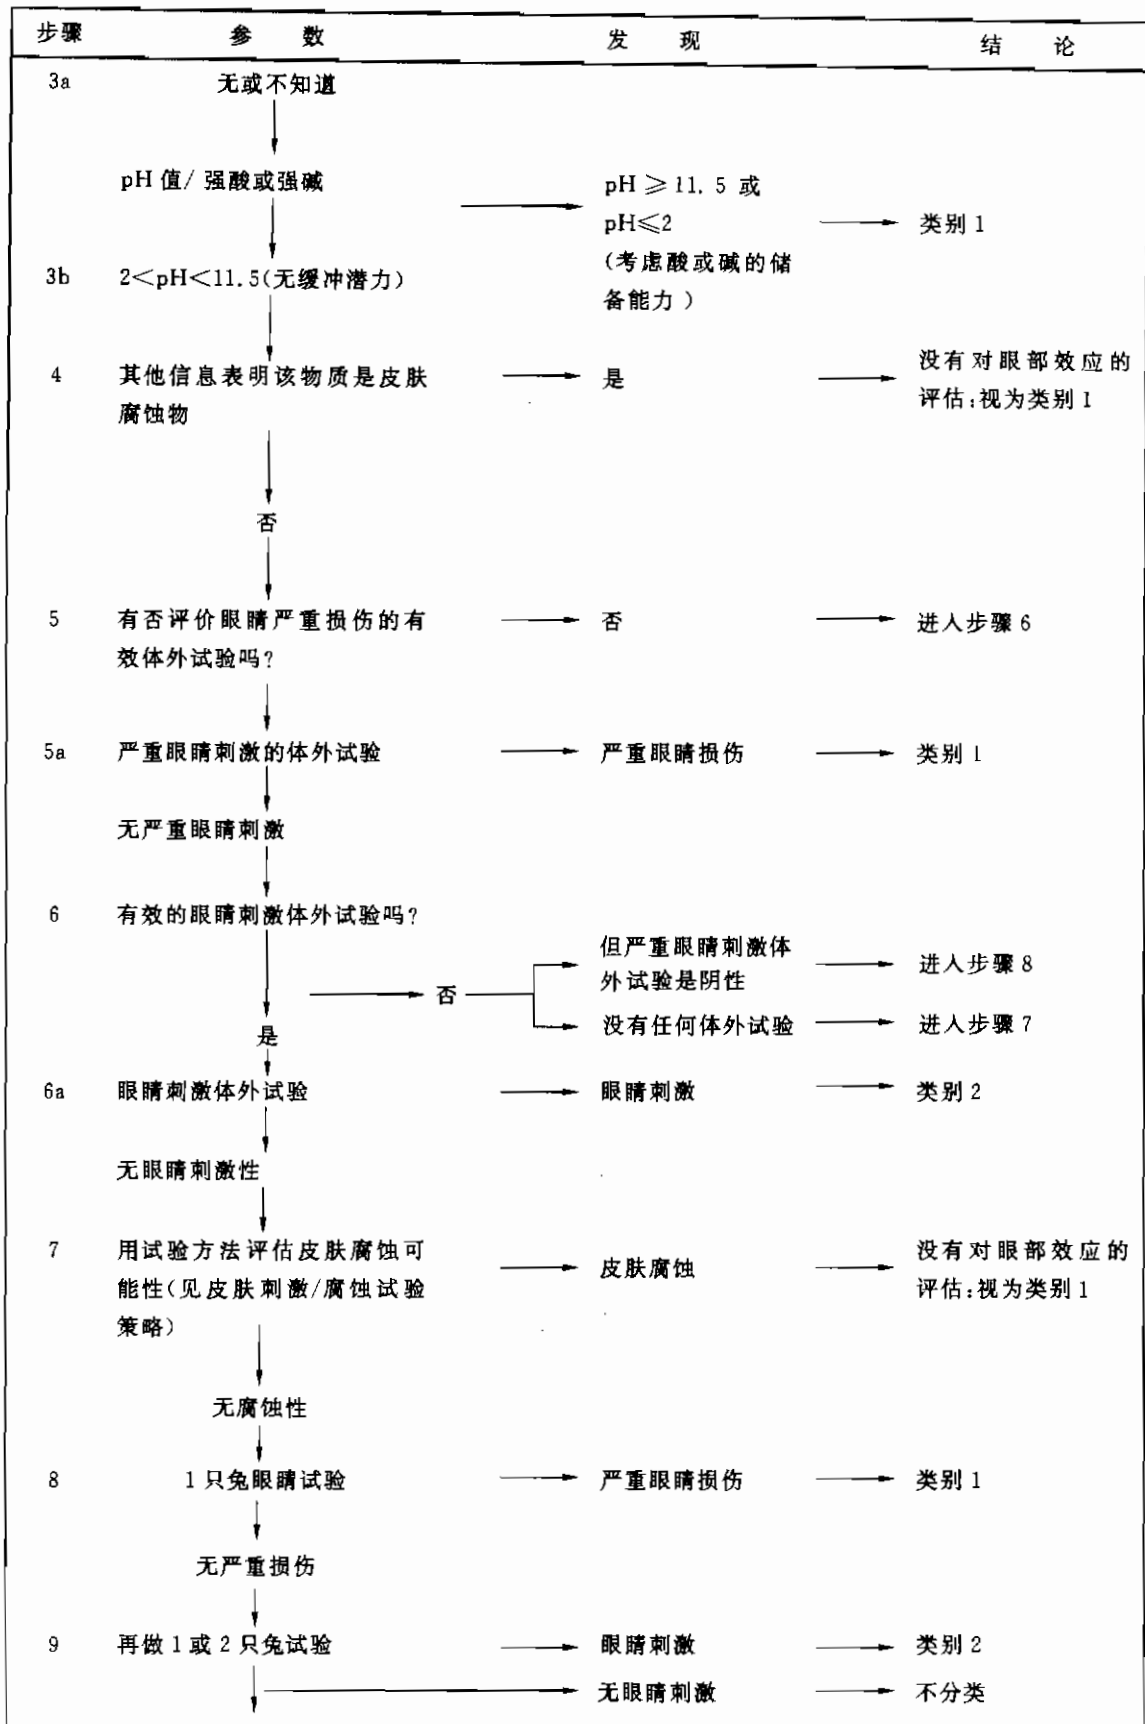 步骤 参 数 发 现 结 论
3a 无或不知道
pH 值/ 强酸或强碱
pH ≥11. 5 或
pH≤2
(考虑酸或碱的储
备能力 )
类别 1
3b 2<pH<11.5(无缓冲潜力)
4 其他信息表明该物质是皮肤
腐蚀物
是
没有对眼部效应的
评估:视为类别 1
否
5 有否评价眼睛严重损伤的有
效体外试验吗?
否
进入步骤 6
5a 严重眼睛刺激的体外试验 严重眼睛损伤 类别 1
无严重眼睛刺激
6 有效的眼睛刺激体外试验吗?
否
但严重眼睛刺激体
外试验是阴性
进入步骤 8
没有任何体外试验 进入步骤 7
是
6a 眼睛刺激体外试验 眼睛刺激 类别 2
无眼睛刺激性
7 用试验方法评估皮肤腐蚀可
能性(见皮肤刺激/腐蚀试验
策略)
皮肤腐蚀
没有对眼部效应的
评估:视为类别 1
无腐蚀性
8 1 只兔眼睛试验 严重眼睛损伤 类别 1
无严重损伤
9 再做 1 或 2 只兔试验 眼睛刺激 类别 2
无眼睛刺激 不分类